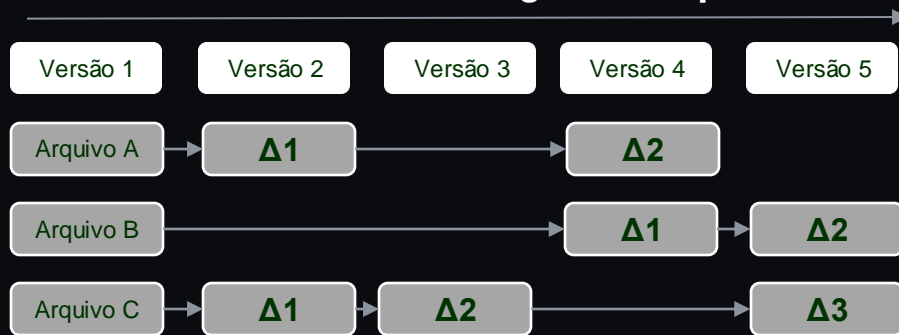 Versão 1 Versão 2 Versão 3 Versão 4 Versão 5
Arquivo A Δ1 Δ2
Arquivo B Δ1 Δ2
Arquivo C Δ1 Δ2 Δ3